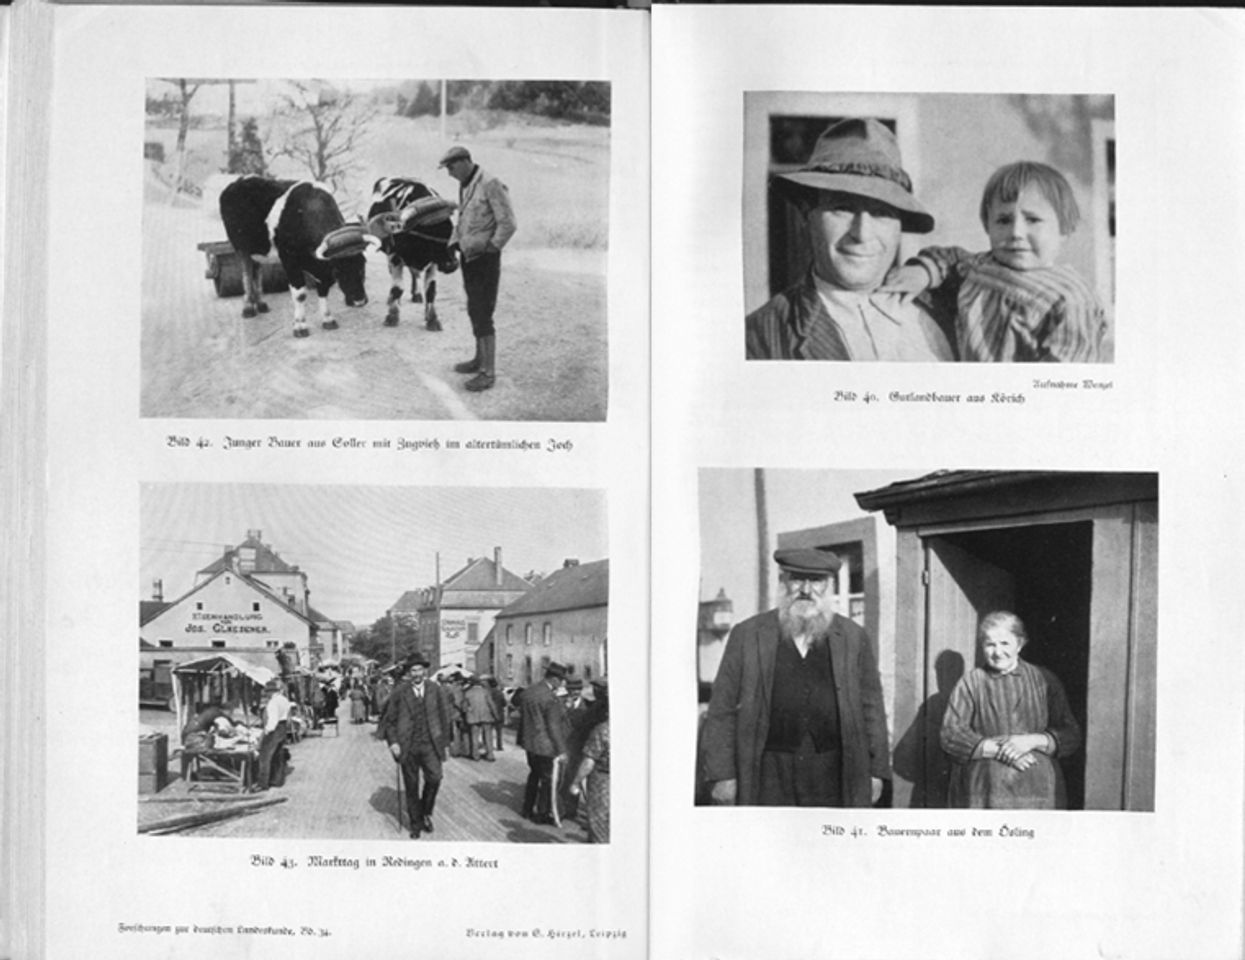 Bild 42. Junger Bauer aus Soller mit Zugvieh im altertümlichen Joch
EISENHANDLUNG
JOS. GLAESENER.
Bild 43. Markttag in Redingen a. d. Attert
Forschungen zur deutschen Landeskunde, Bd. 34.
Verlag von S. Hirzel, Leipzig
Aufnahme Wenzel
Bild 40. Gutlandbauer aus Körich
Bild 41. Bauernpaar aus dem Ösling